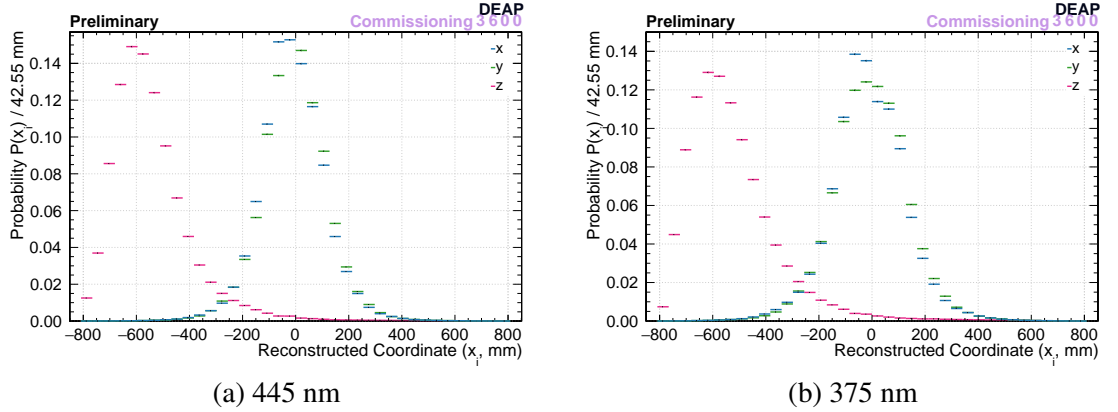 Preliminary
DEAP
Commissioning 3600
Probability P(x_i) / 42.55 mm
0.14
0.12
0.10
0.08
0.06
0.04
0.02
0.00
x
y
z
−800 −600 −400 −200 0 200 400 600 800
Reconstructed Coordinate (x_i, mm)
(a) 445 nm
Preliminary
DEAP
Commissioning 3600
Probability P(x_i) / 42.55 mm
0.14
0.12
0.10
0.08
0.06
0.04
0.02
0.00
x
y
z
−800 −600 −400 −200 0 200 400 600 800
Reconstructed Coordinate (x_i, mm)
(b) 375 nm